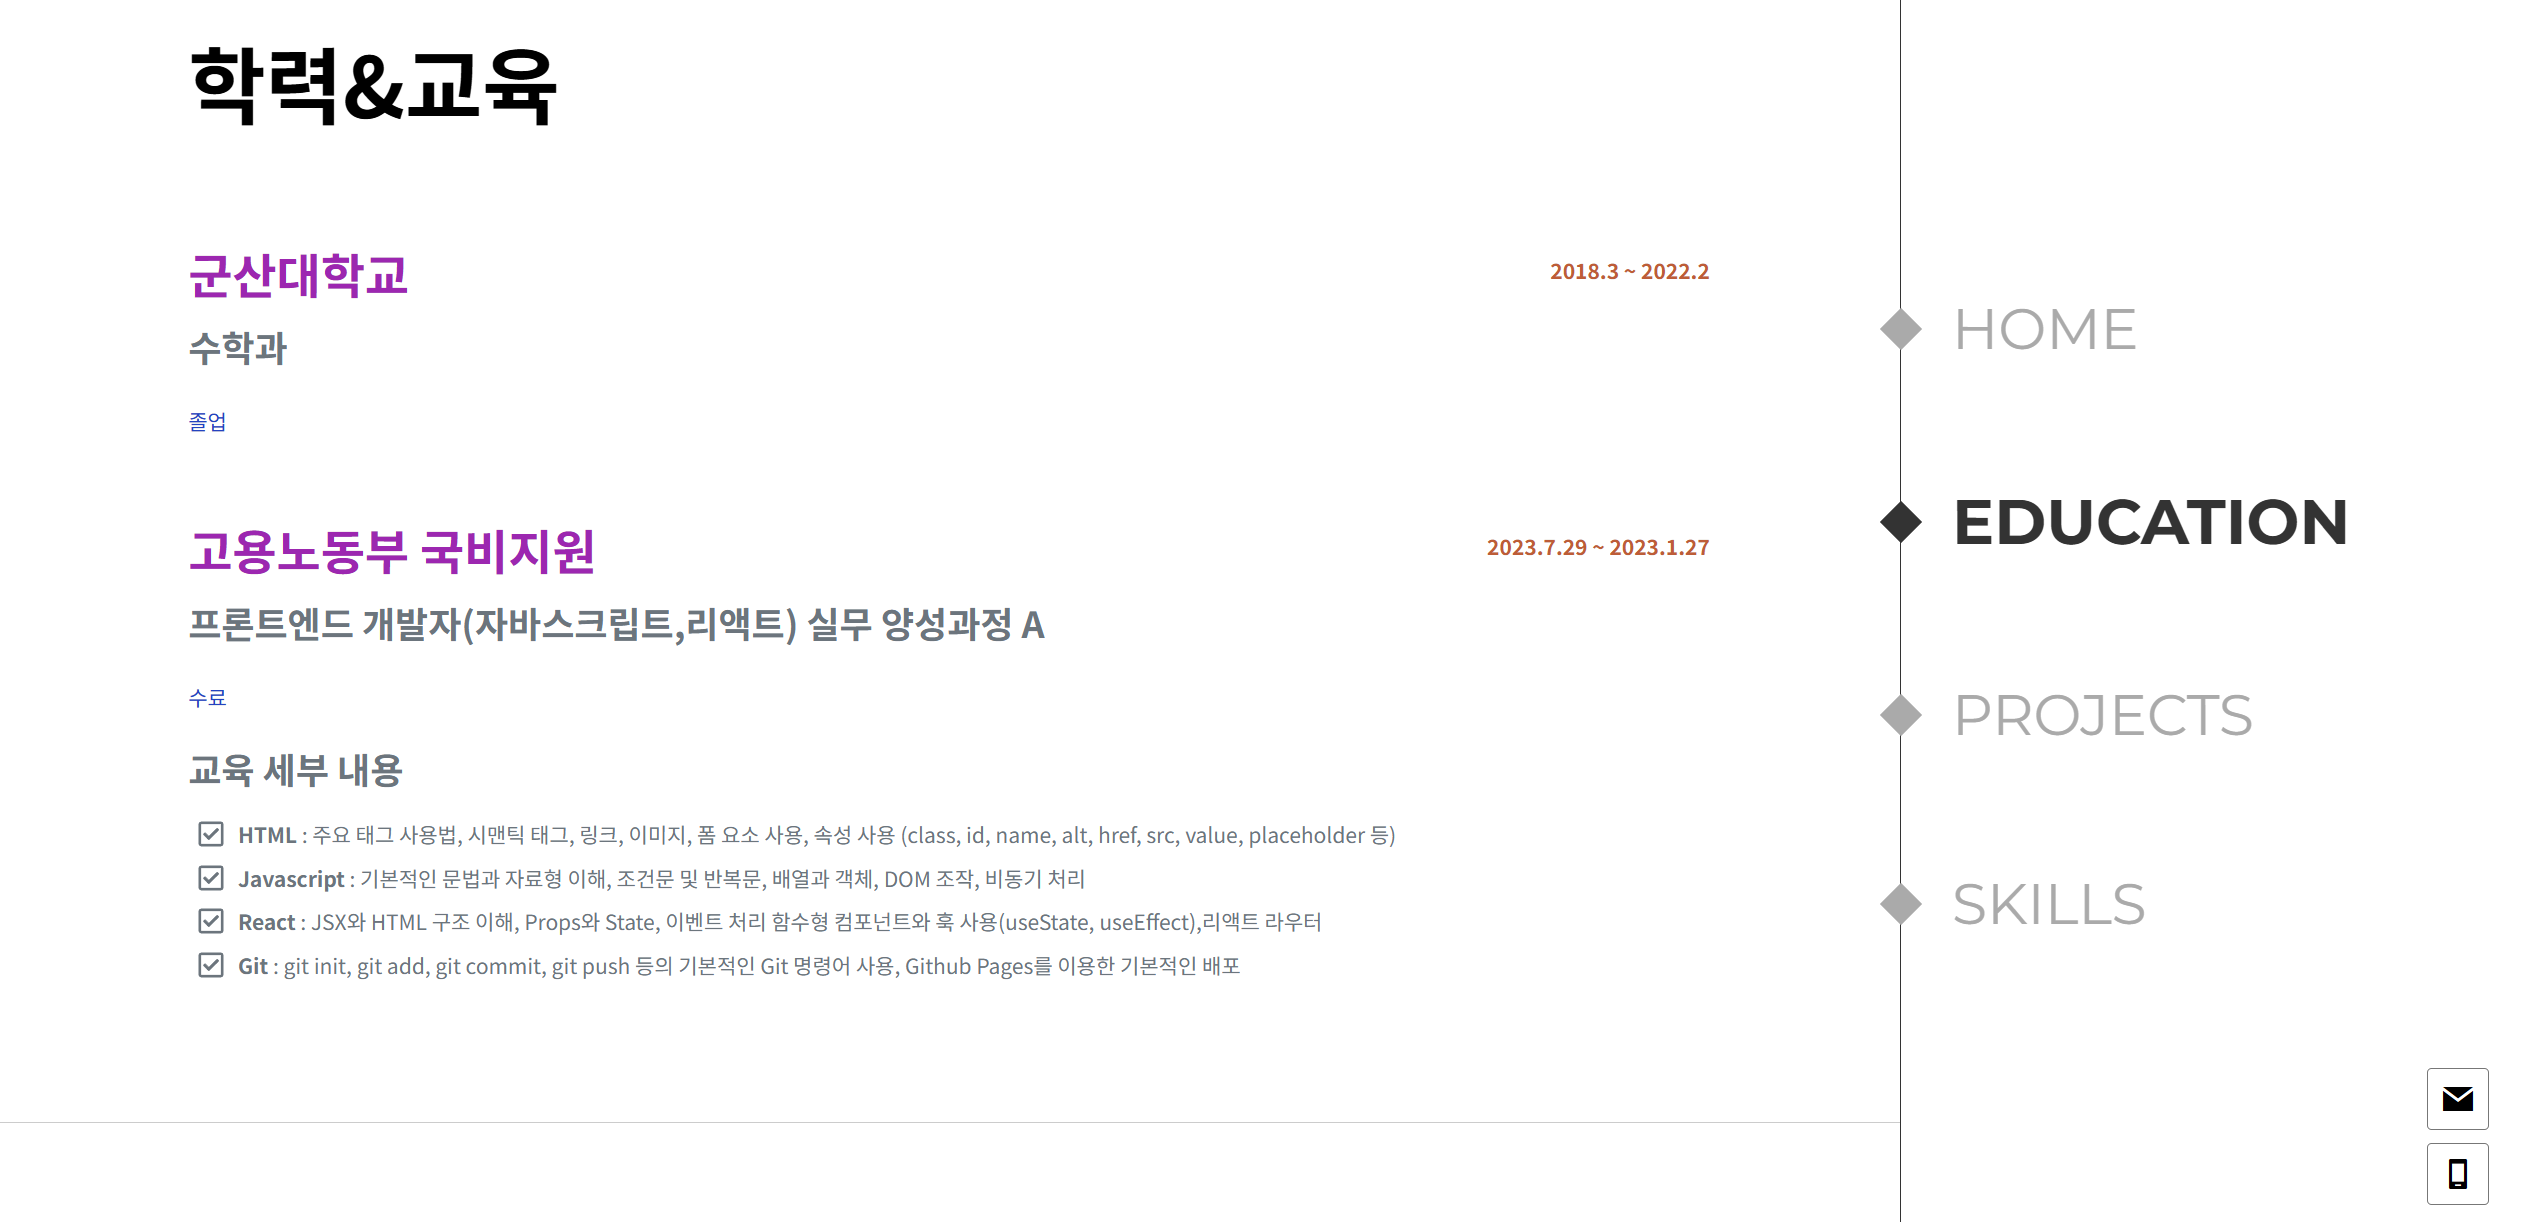 학력&교육
군산대학교
2018.3 ~ 2022.2
수학과
졸업
고용노동부 국비지원
2023.7.29 ~ 2023.1.27
프론트엔드 개발자(자바스크립트,리액트) 실무 양성과정 A
수료
교육 세부 내용
HTML : 주요 태그 사용법, 시맨틱 태그, 링크, 이미지, 폼 요소 사용, 속성 사용 (class, id, name, alt, href, src, value, placeholder 등)
Javascript : 기본적인 문법과 자료형 이해, 조건문 및 반복문, 배열과 객체, DOM 조작, 비동기 처리
React : JSX와 HTML 구조 이해, Props와 State, 이벤트 처리 함수형 컴포넌트와 훅 사용(useState, useEffect),리액트 라우터
Git : git init, git add, git commit, git push 등의 기본적인 Git 명령어 사용, Github Pages를 이용한 기본적인 배포
HOME
EDUCATION
PROJECTS
SKILLS